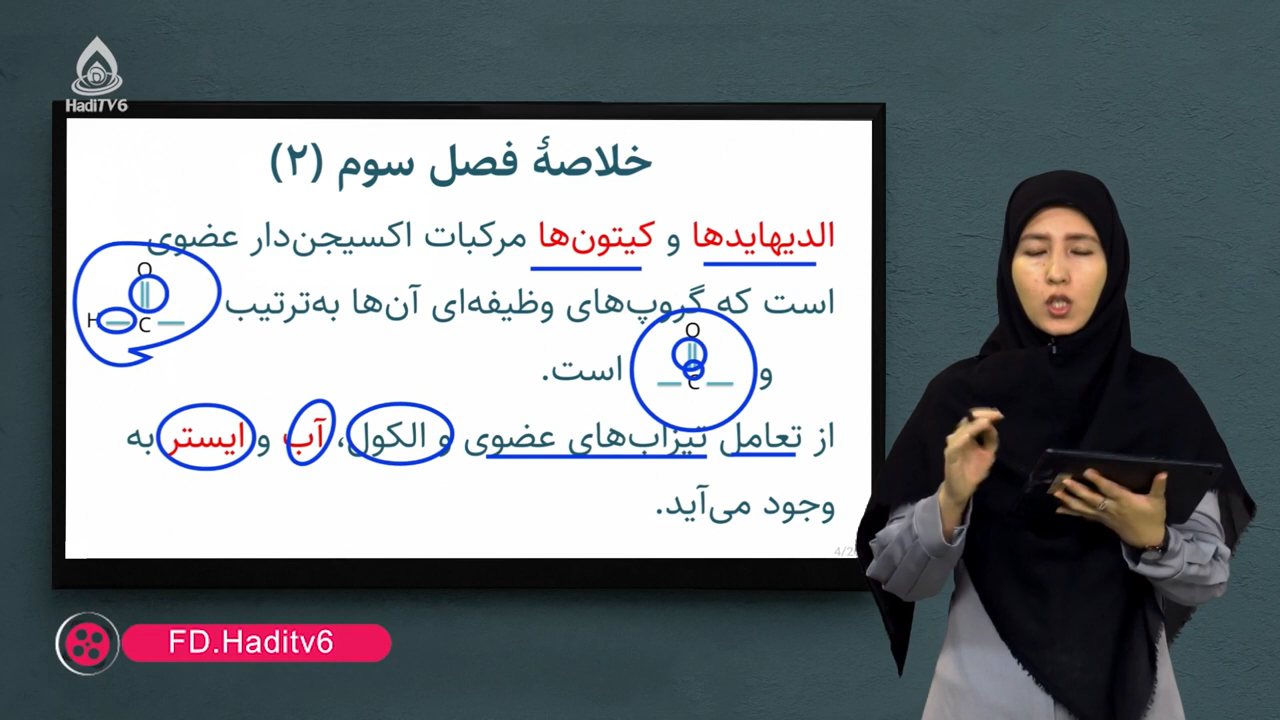 HadiTV6
خلاصهٔ فصل سوم (۲)
الدیهایدها و کیتون‌ها مرکبات اکسیجن‌دار عضوی
است که گروپ‌های وظیفه‌ای آن‌ها به‌ترتیب
O
H — C —
و
O
— C —
است.
از تعامل تیزاب‌های عضوی و الکول، آب و ایستر به
وجود می‌آید.
FD.Haditv6